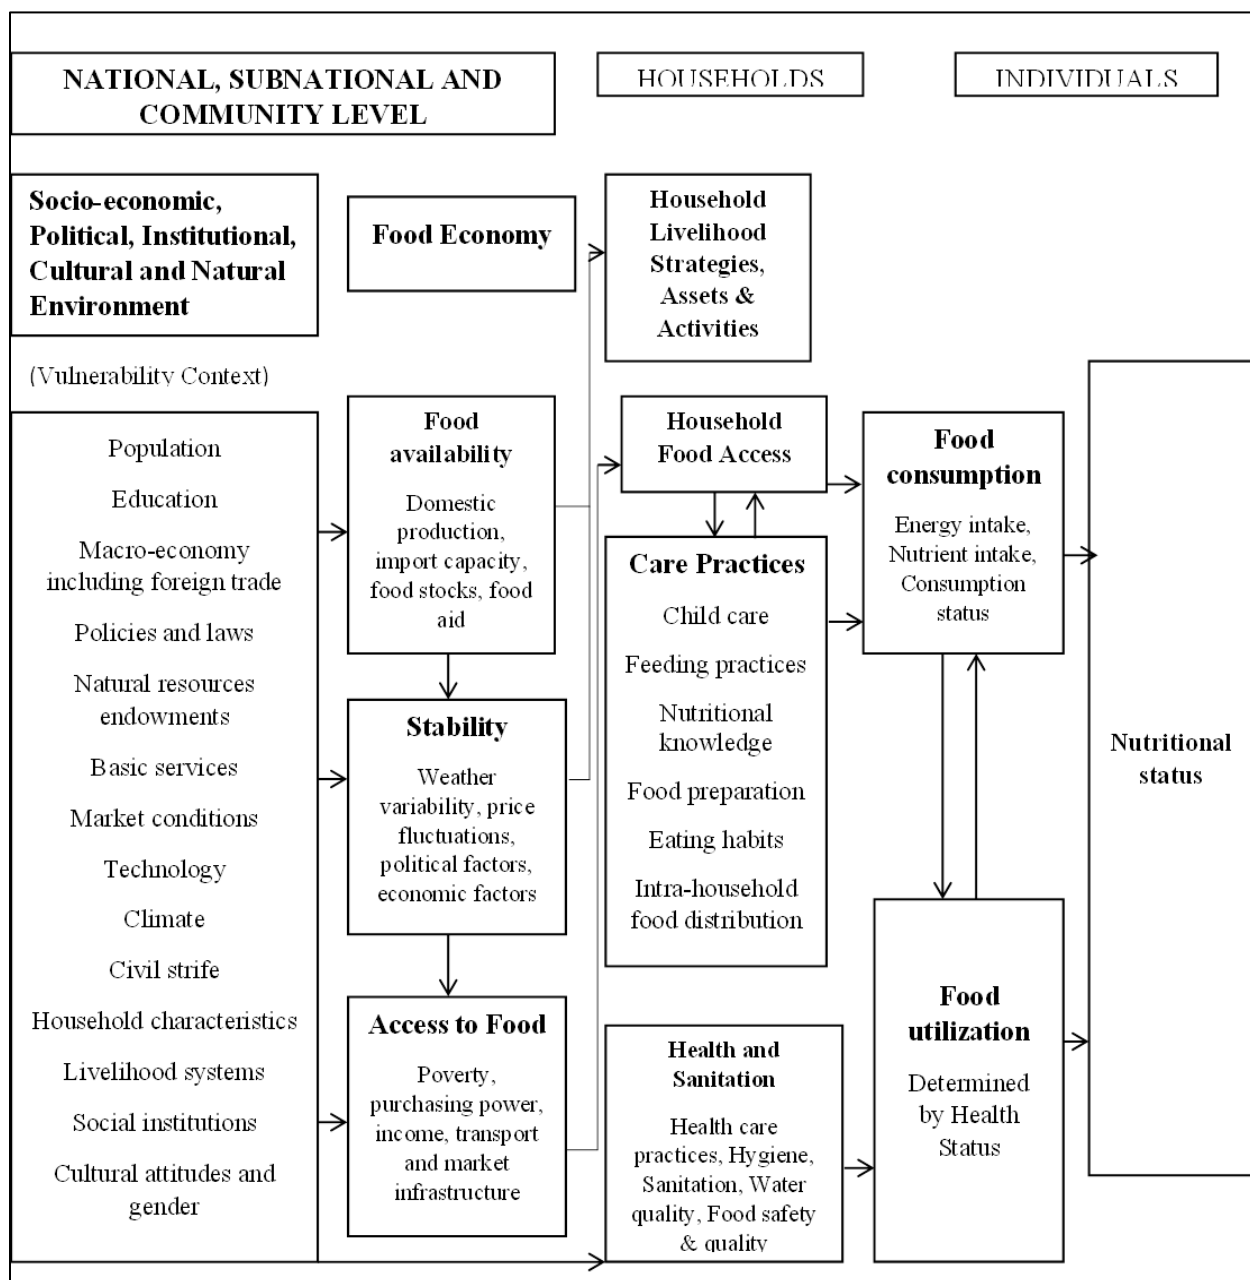 NATIONAL, SUBNATIONAL AND
COMMUNITY LEVEL
HOUSEHOLDS
INDIVIDUALS
Socio-economic,
Political, Institutional,
Cultural and Natural
Environment
Food Economy
Household
Livelihood
Strategies,
Assets &
Activities
(Vulnerability Context)
Population
Education
Macro-economy
including foreign trade
Policies and laws
Natural resources
endowments
Basic services
Market conditions
Technology
Climate
Civil strife
Household characteristics
Livelihood systems
Social institutions
Cultural attitudes and
gender
Food
availability
Domestic
production,
import capacity,
food stocks, food
aid
Stability
Weather
variability, price
fluctuations,
political factors,
economic factors
Access to Food
Poverty,
purchasing power,
income, transport
and market
infrastructure
Household
Food Access
Care Practices
Child care
Feeding practices
Nutritional
knowledge
Food preparation
Eating habits
Intra-household
food distribution
Health and
Sanitation
Health care
practices, Hygiene,
Sanitation, Water
quality, Food safety
& quality
Food
consumption
Energy intake,
Nutrient intake,
Consumption
status
Food
utilization
Determined
by Health
Status
Nutritional
status